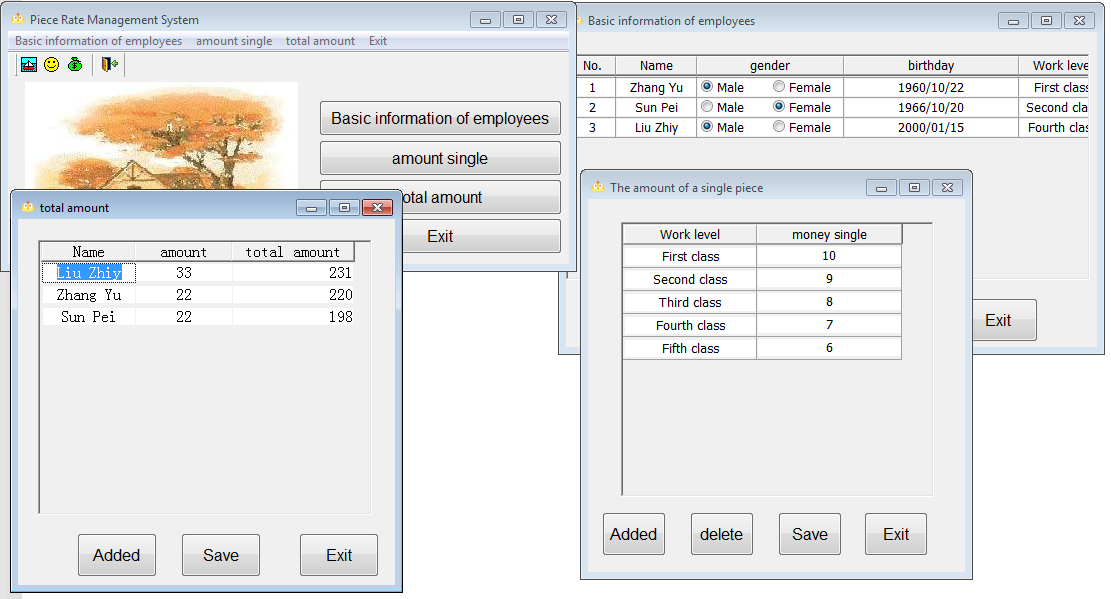 Piece Rate Management System
Basic information of employees amount single total amount Exit
Basic information of employees
amount single
otal amount
Exit
Basic information of employees
No. Name gender birthday Work leve
1 Zhang Yu Male Female 1960/10/22 First class
2 Sun Pei Male Female 1966/10/20 Second cla
3 Liu Zhiy Male Female 2000/01/15 Fourth clas
Exit
total amount
Name amount total amount
Liu Zhiy 33 231
Zhang Yu 22 220
Sun Pei 22 198
Added Save Exit
The amount of a single piece
Work level money single
First class 10
Second class 9
Third class 8
Fourth class 7
Fifth class 6
Added delete Save Exit